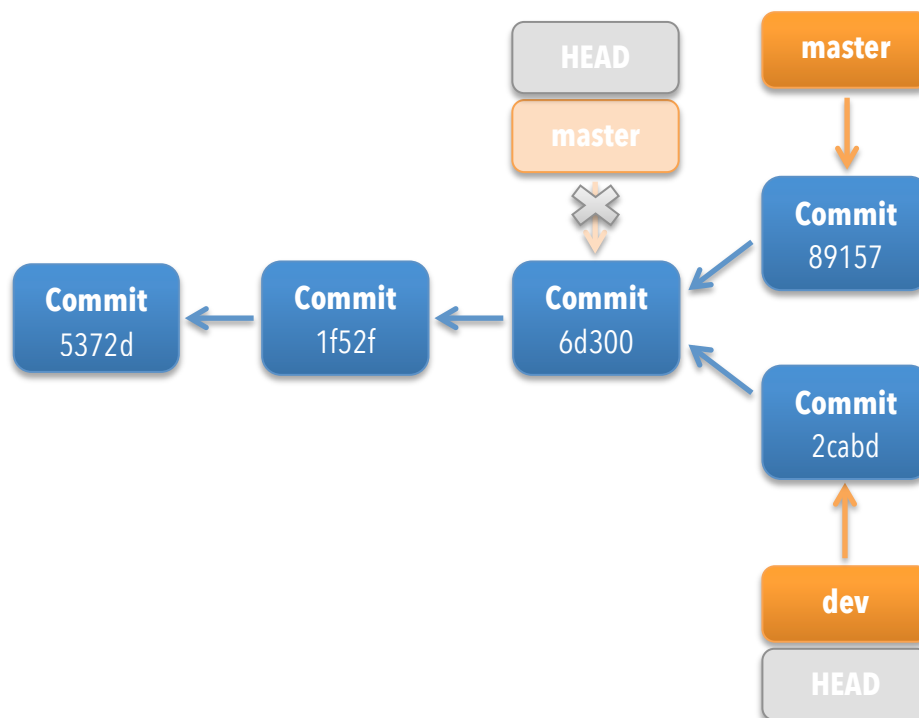 HEAD
master
master
Commit
89157
Commit
5372d
Commit
1f52f
Commit
6d300
Commit
2cabd
dev
HEAD